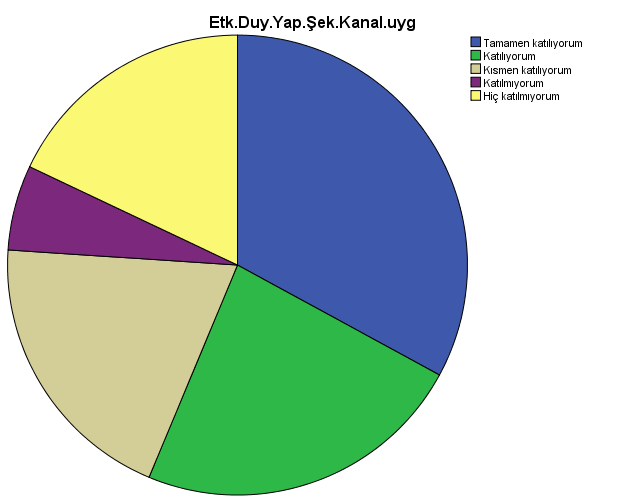 Etk.Duy.Yap.Şek.Kanal.uyg
Tamamen katılıyorum
Katılıyorum
Kısmen katılıyorum
Katılmıyorum
Hiç katılmıyorum